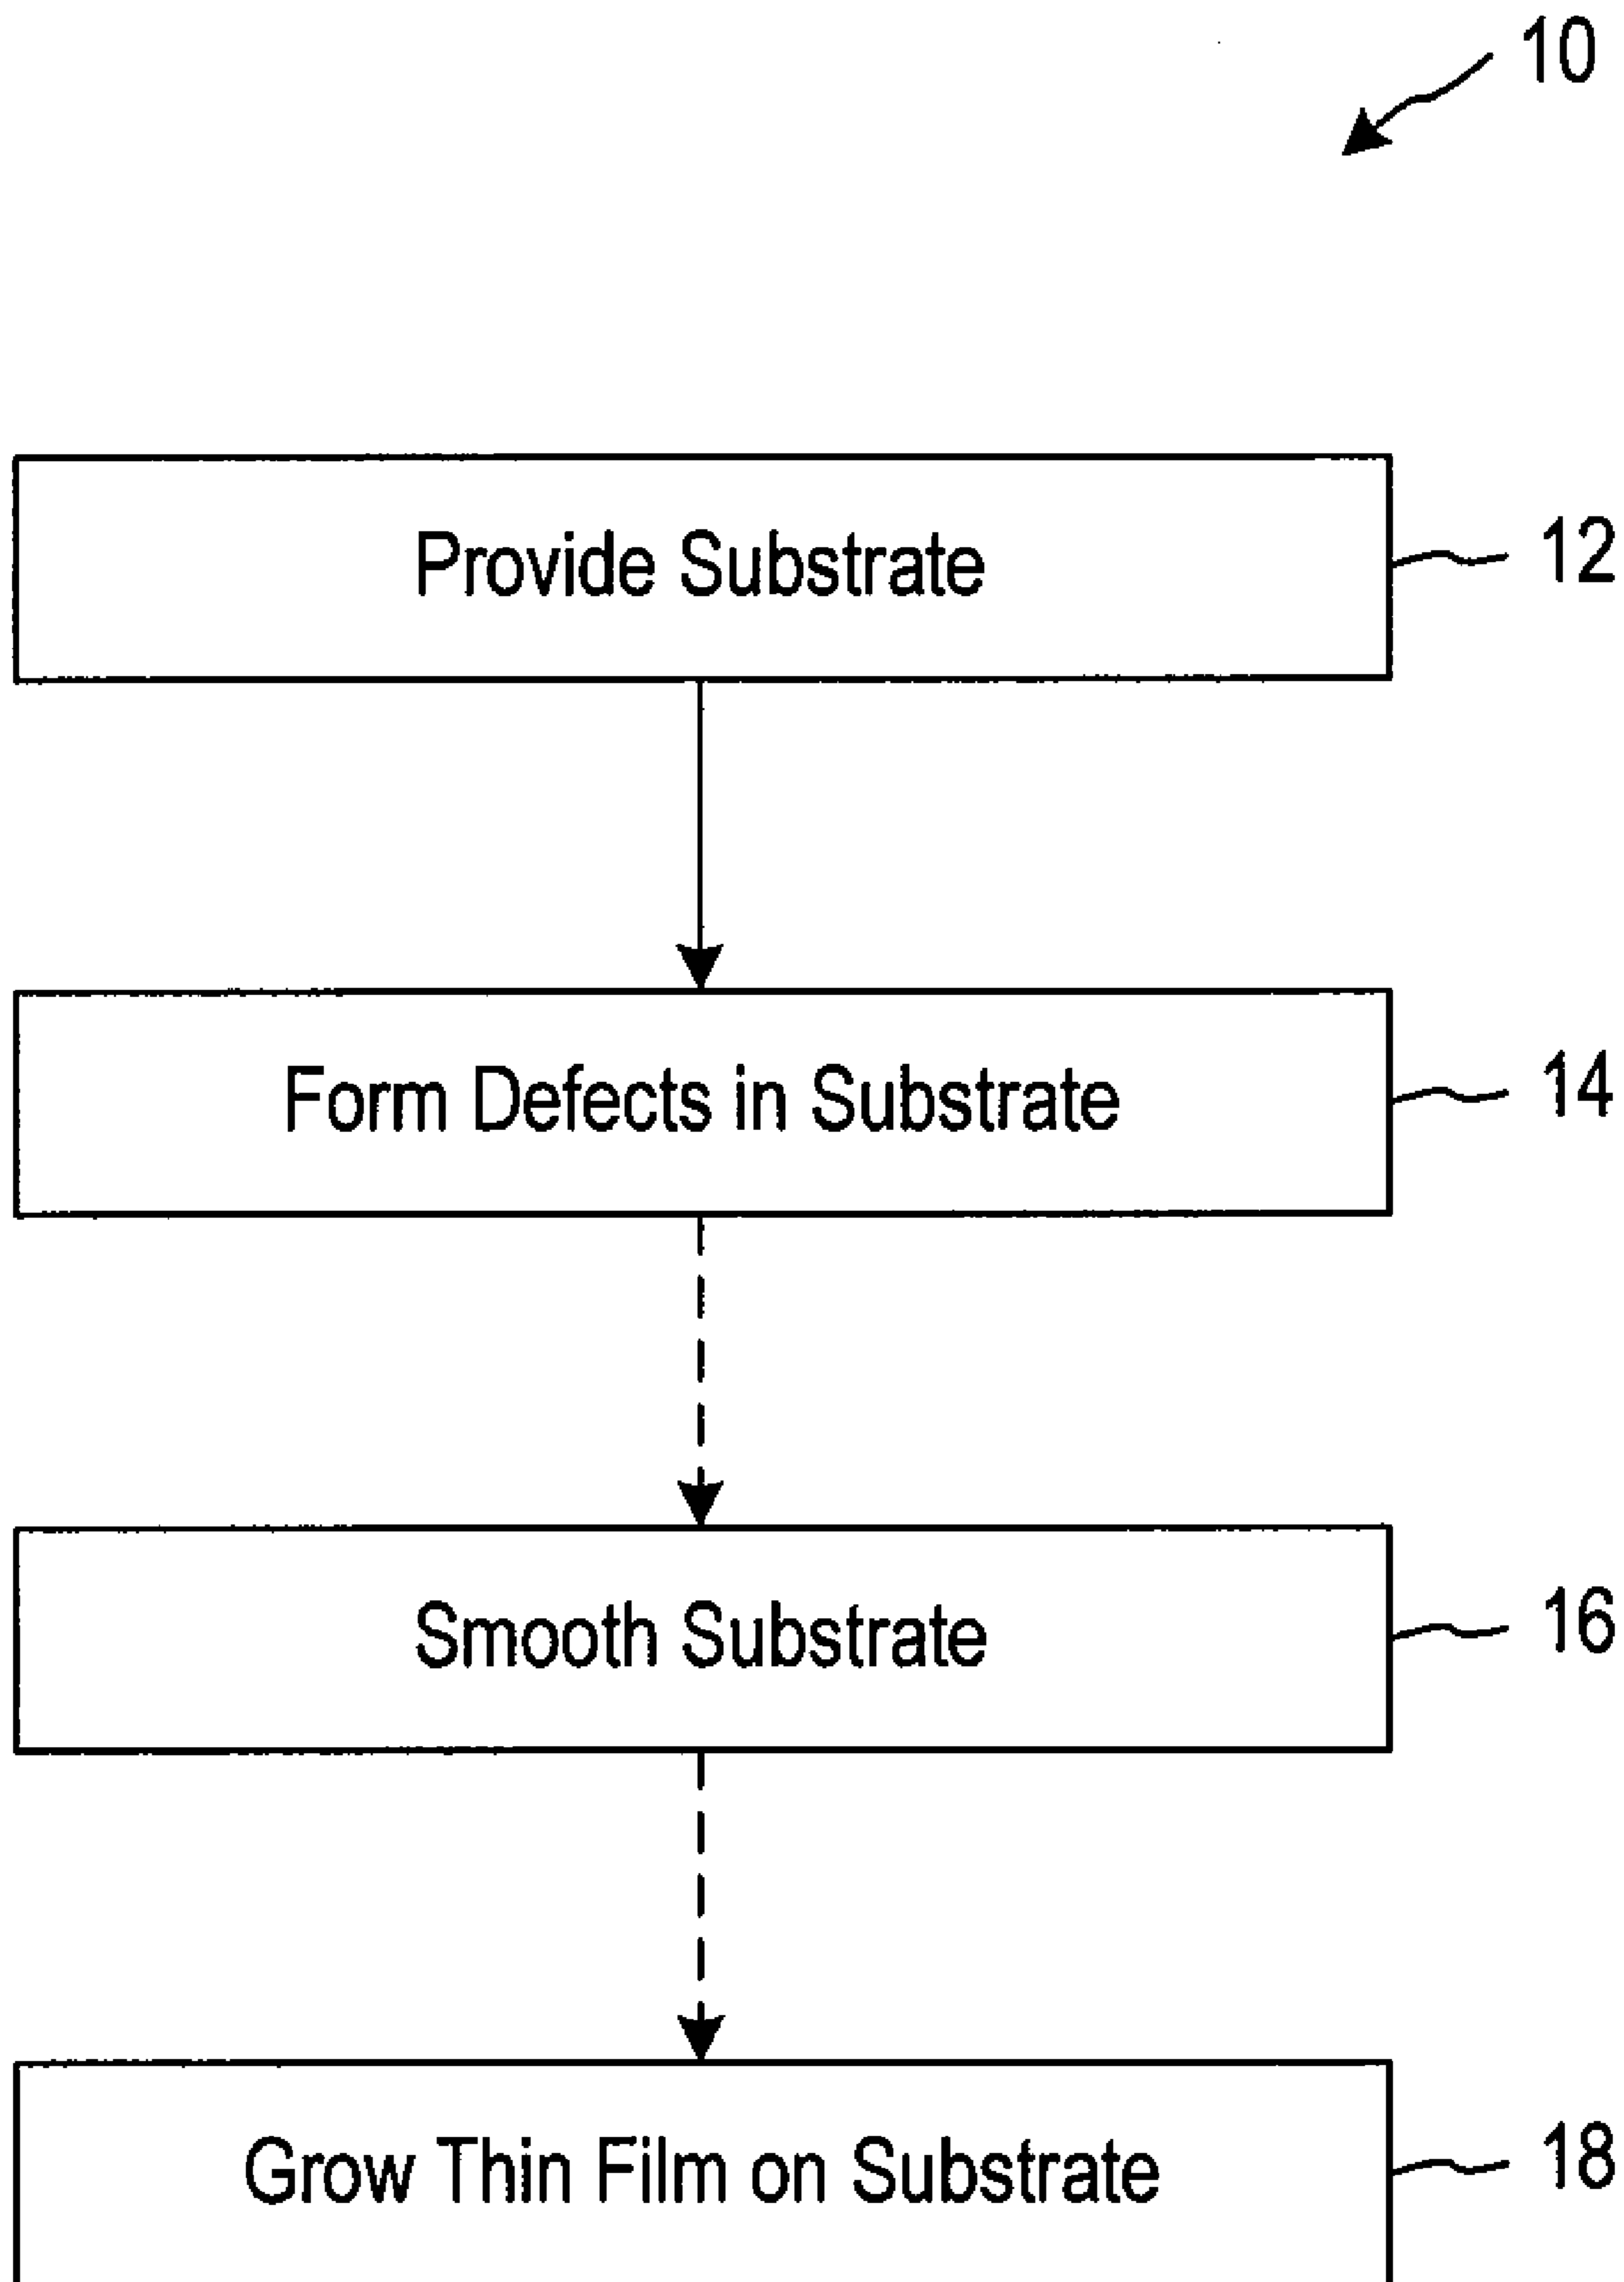 10
Provide Substrate
12
Form Defects in Substrate
14
Smooth Substrate
16
Grow Thin Film on Substrate
18